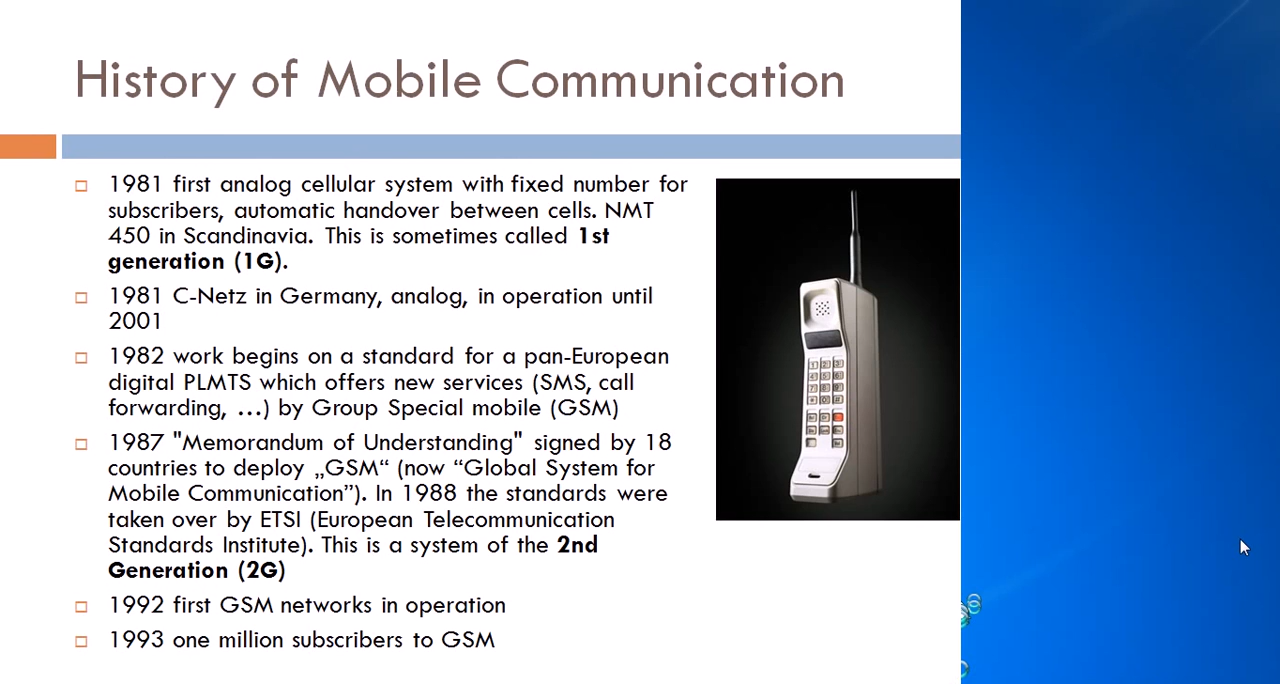 History of Mobile Communication
1981 first analog cellular system with fixed number for
subscribers, automatic handover between cells. NMT
450 in Scandinavia. This is sometimes called 1st
generation (1G).
1981 C-Netz in Germany, analog, in operation until
2001
1982 work begins on a standard for a pan-European
digital PLMTS which offers new services (SMS, call
forwarding, …) by Group Special mobile (GSM)
1987 "Memorandum of Understanding" signed by 18
countries to deploy „GSM“ (now “Global System for
Mobile Communication”). In 1988 the standards were
taken over by ETSI (European Telecommunication
Standards Institute). This is a system of the 2nd
Generation (2G)
1992 first GSM networks in operation
1993 one million subscribers to GSM